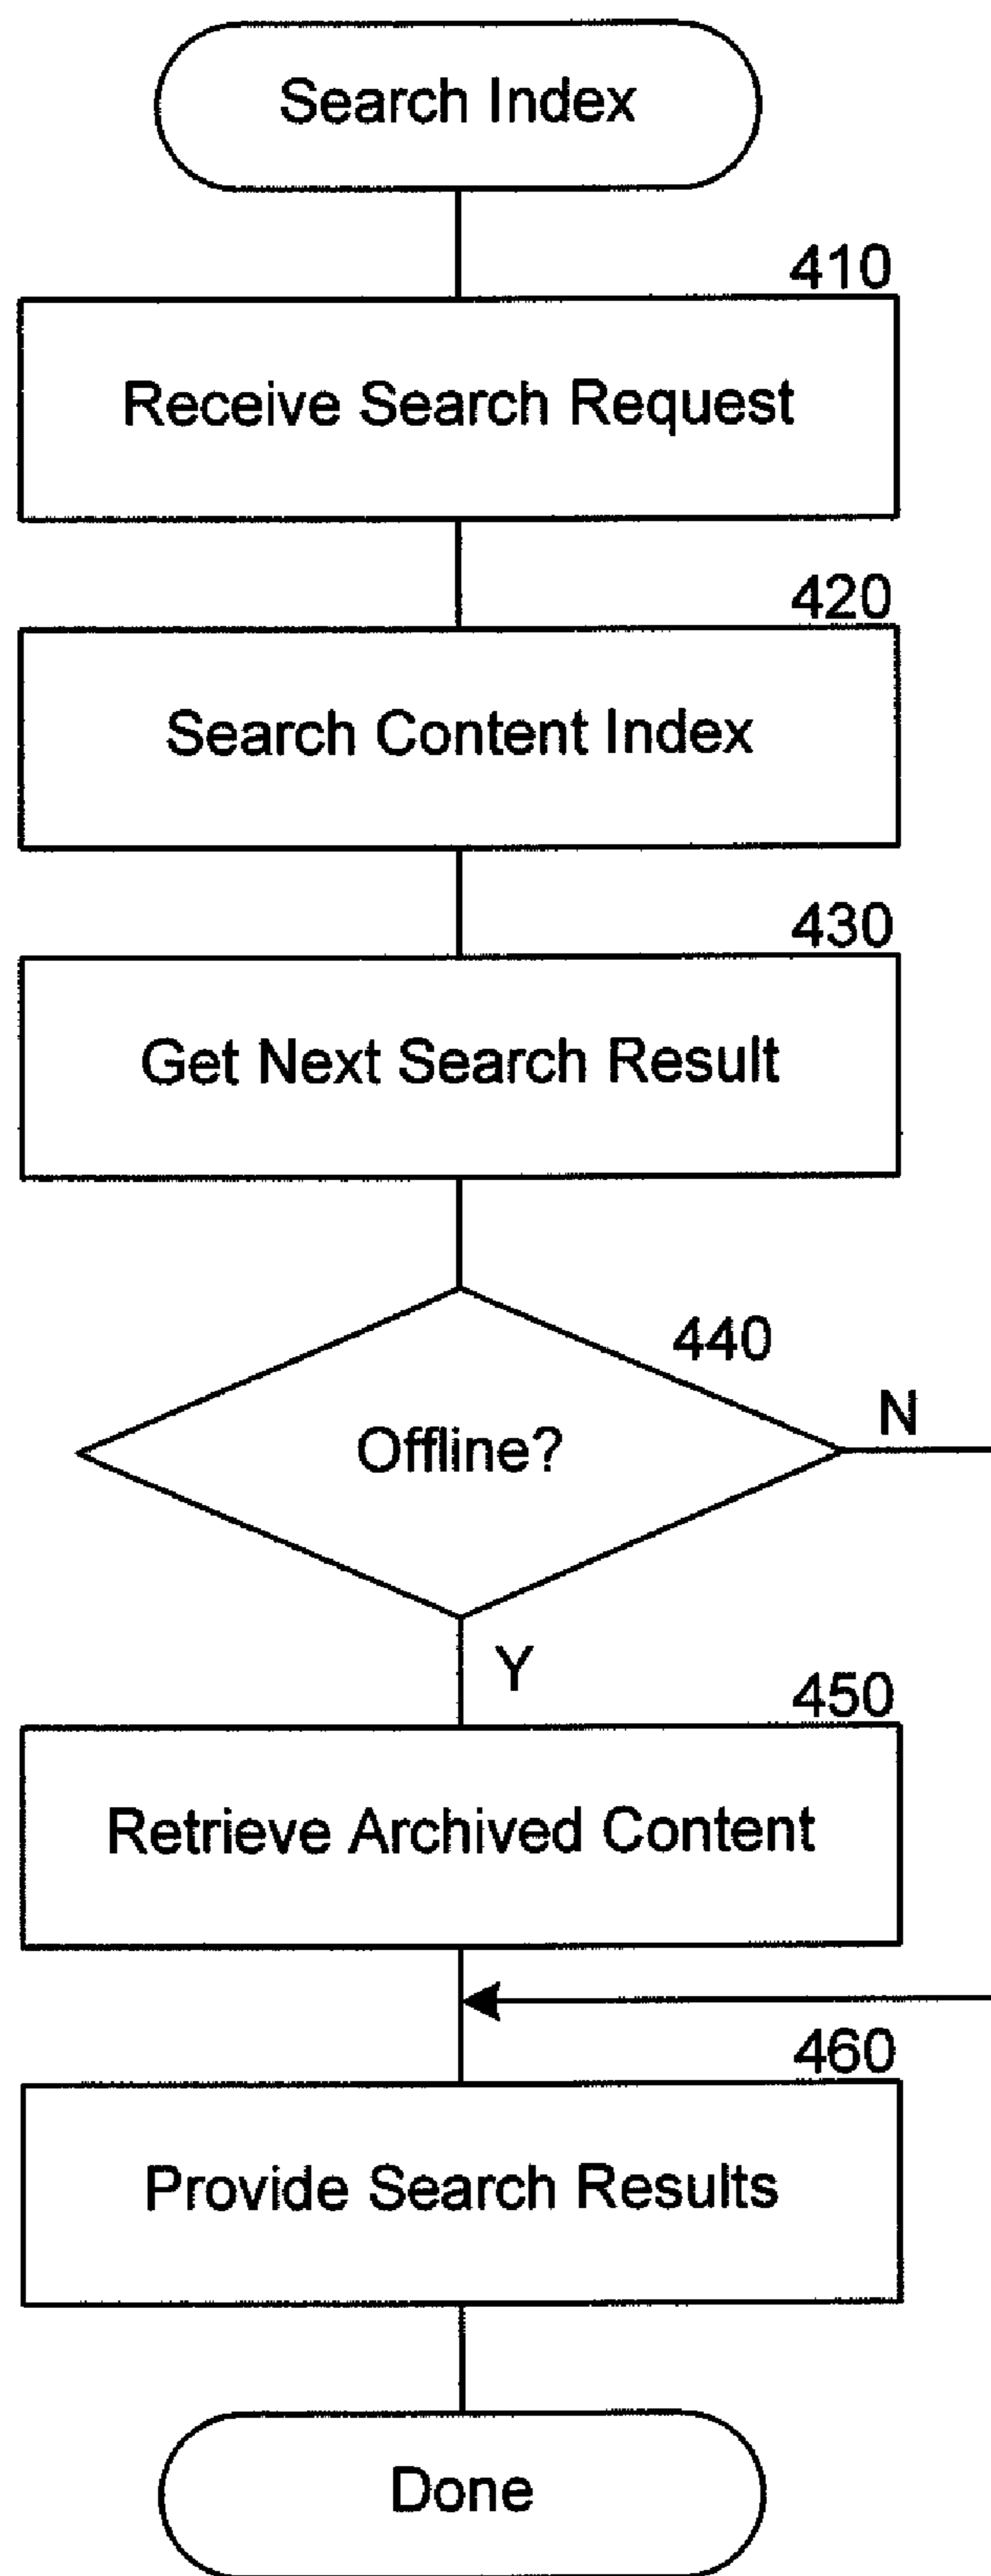 Search Index
410
Receive Search Request
420
Search Content Index
430
Get Next Search Result
440
Offline?
N
Y
450
Retrieve Archived Content
460
Provide Search Results
Done